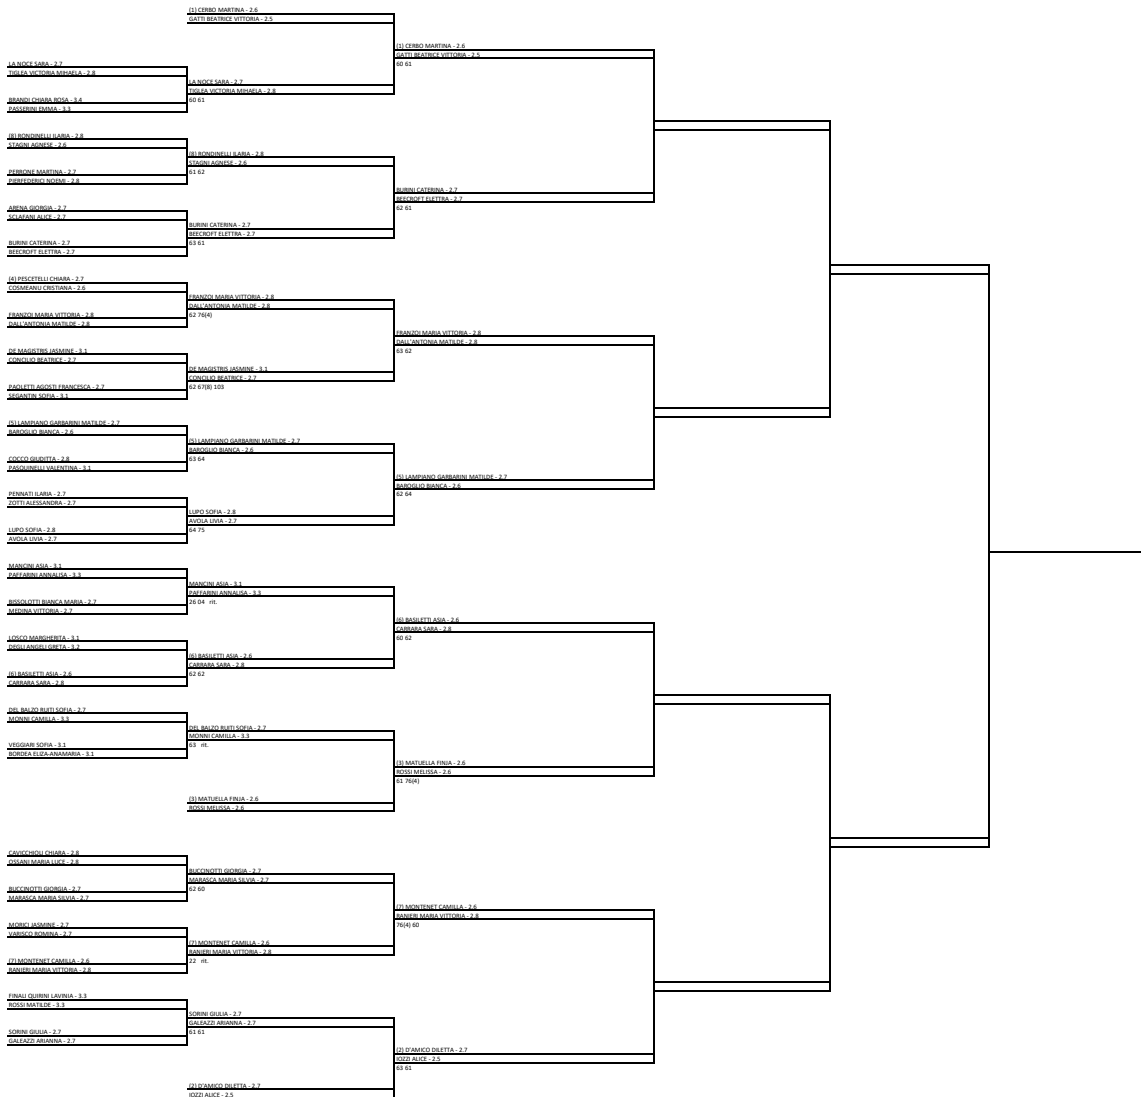 (1) CERBO MARTINA - 2.6
GATTI BEATRICE VITTORIA - 2.5
(1) CERBO MARTINA - 2.6
GATTI BEATRICE VITTORIA - 2.5
60 61
LA NOCE SARA - 2.7
TIGLEA VICTORIA MIHAELA - 2.8
LA NOCE SARA - 2.7
TIGLEA VICTORIA MIHAELA - 2.8
60 61
BRANDI CHIARA ROSA - 3.4
PASSERINI EMMA - 3.3
(8) RONDINELLI ILARIA - 2.8
STAGNI AGNESE - 2.6
(8) RONDINELLI ILARIA - 2.8
STAGNI AGNESE - 2.6
61 62
PERRONE MARTINA - 2.7
PIERFEDERICI NOEMI - 2.8
BURINI CATERINA - 2.7
BEECROFT ELETTRA - 2.7
62 61
ARENA GIORGIA - 2.7
SCLAFANI ALICE - 2.7
BURINI CATERINA - 2.7
BEECROFT ELETTRA - 2.7
63 61
BURINI CATERINA - 2.7
BEECROFT ELETTRA - 2.7
(4) PESCETELLI CHIARA - 2.7
COSMEANU CRISTIANA - 2.6
FRANZOI MARIA VITTORIA - 2.8
DALL'ANTONIA MATILDE - 2.8
62 76(4)
FRANZOI MARIA VITTORIA - 2.8
DALL'ANTONIA MATILDE - 2.8
FRANZOI MARIA VITTORIA - 2.8
DALL'ANTONIA MATILDE - 2.8
63 62
DE MAGISTRIS JASMINE - 3.1
CONCILIO BEATRICE - 2.7
DE MAGISTRIS JASMINE - 3.1
CONCILIO BEATRICE - 2.7
62 67(8) 103
PAOLETTI AGOSTI FRANCESCA - 2.7
SEGANTIN SOFIA - 3.1
(5) LAMPIANO GARBARINI MATILDE - 2.7
BAROGLIO BIANCA - 2.6
(5) LAMPIANO GARBARINI MATILDE - 2.7
BAROGLIO BIANCA - 2.6
63 64
COCCO GIUDITTA - 2.8
PASQUINELLI VALENTINA - 3.1
(5) LAMPIANO GARBARINI MATILDE - 2.7
BAROGLIO BIANCA - 2.6
62 64
PENNATI ILARIA - 2.7
ZOTTI ALESSANDRA - 2.7
LUPO SOFIA - 2.8
AVOLA LIVIA - 2.7
64 75
LUPO SOFIA - 2.8
AVOLA LIVIA - 2.7
MANCINI ASIA - 3.1
PAFFARINI ANNALISA - 3.3
MANCINI ASIA - 3.1
PAFFARINI ANNALISA - 3.3
26 04 rit.
BISSOLOTTI BIANCA MARIA - 2.7
MEDINA VITTORIA - 2.7
(6) BASILETTI ASIA - 2.6
CARRARA SARA - 2.8
60 62
LOSCO MARGHERITA - 3.1
DEGLI ANGELI GRETA - 3.2
(6) BASILETTI ASIA - 2.6
CARRARA SARA - 2.8
62 62
(6) BASILETTI ASIA - 2.6
CARRARA SARA - 2.8
DEL BALZO RUITI SOFIA - 2.7
MONNI CAMILLA - 3.3
DEL BALZO RUITI SOFIA - 2.7
MONNI CAMILLA - 3.3
63 rit.
VEGGIARI SOFIA - 3.1
BORDEA ELIZA-ANAMARIA - 3.1
(3) MATUELLA FINJA - 2.6
ROSSI MELISSA - 2.6
61 76(4)
(3) MATUELLA FINJA - 2.6
ROSSI MELISSA - 2.6
CAVICCHIOLI CHIARA - 2.8
OSSANI MARIA LUCE - 2.8
BUCCINOTTI GIORGIA - 2.7
MARASCA MARIA SILVIA - 2.7
62 60
BUCCINOTTI GIORGIA - 2.7
MARASCA MARIA SILVIA - 2.7
(7) MONTENET CAMILLA - 2.6
RANIERI MARIA VITTORIA - 2.8
76(4) 60
MORICI JASMINE - 2.7
VARISCO ROMINA - 2.7
(7) MONTENET CAMILLA - 2.6
RANIERI MARIA VITTORIA - 2.8
22 rit.
(7) MONTENET CAMILLA - 2.6
RANIERI MARIA VITTORIA - 2.8
FINALI QUIRINI LAVINIA - 3.3
ROSSI MATILDE - 3.3
SORINI GIULIA - 2.7
GALEAZZI ARIANNA - 2.7
61 61
SORINI GIULIA - 2.7
GALEAZZI ARIANNA - 2.7
(2) D'AMICO DILETTA - 2.7
IOZZI ALICE - 2.5
63 61
(2) D'AMICO DILETTA - 2.7
IOZZI ALICE - 2.5